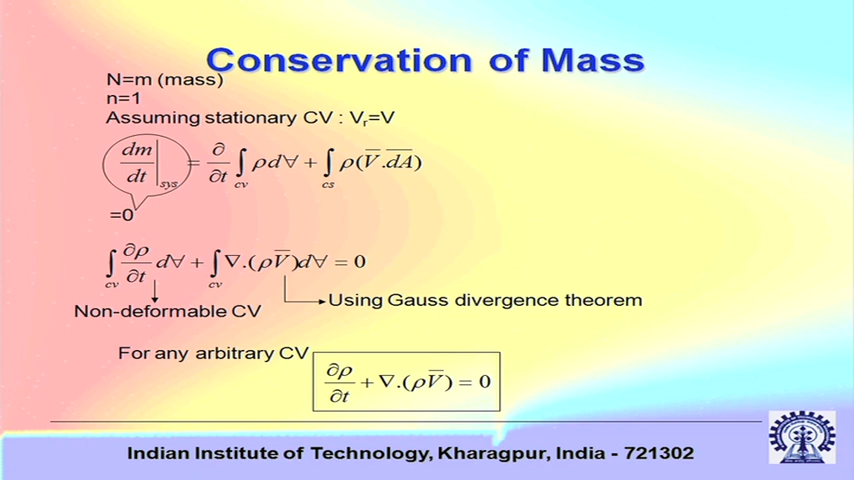 Conservation of Mass
N=m (mass)
n=1
Assuming stationary CV : Vᵣ=V
dm/dt|sys = ∂/∂t ∫cv ρd∀ + ∫cs ρ(V̅.d̅A̅)
=0
∫cv ∂ρ/∂t d∀ + ∫cv ∇.(ρV̅)d∀ = 0
Using Gauss divergence theorem
Non-deformable CV
For any arbitrary CV
∂ρ/∂t + ∇.(ρV̅) = 0
Indian Institute of Technology, Kharagpur, India - 721302